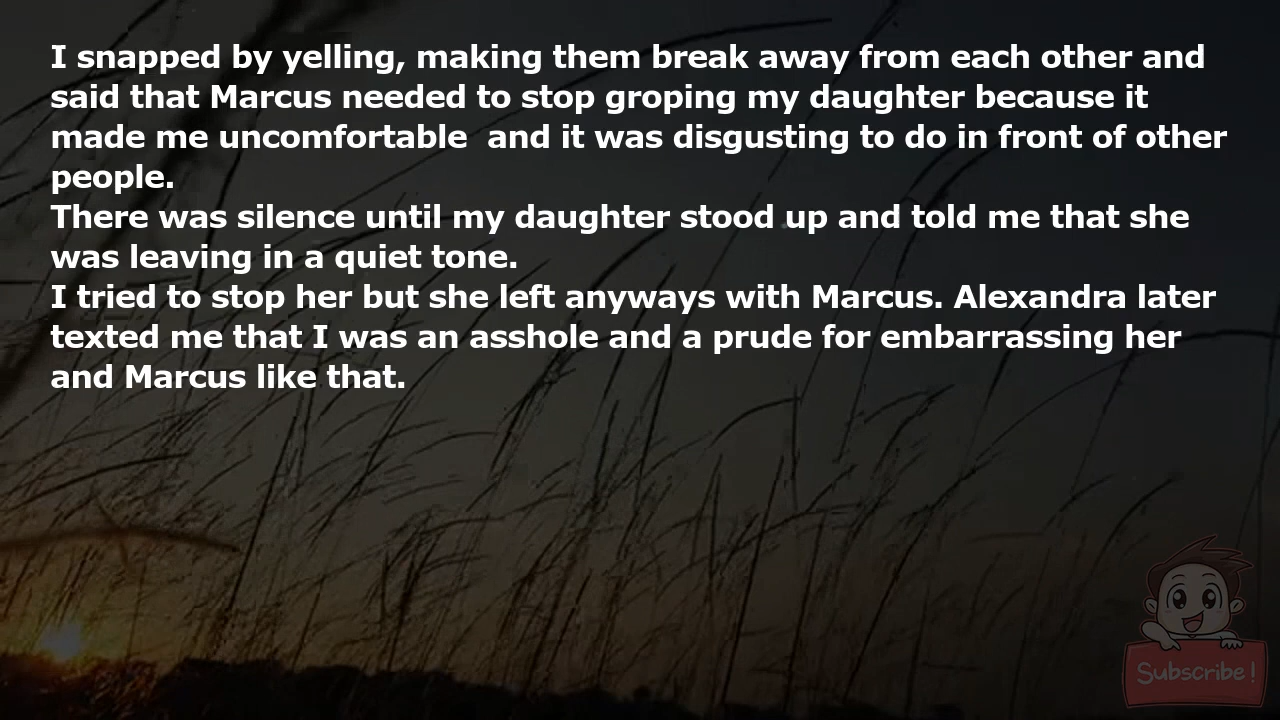 I snapped by yelling, making them break away from each other and
said that Marcus needed to stop groping my daughter because it
made me uncomfortable  and it was disgusting to do in front of other
people.
There was silence until my daughter stood up and told me that she
was leaving in a quiet tone.
I tried to stop her but she left anyways with Marcus. Alexandra later
texted me that I was an asshole and a prude for embarrassing her
and Marcus like that.
Subscribe!